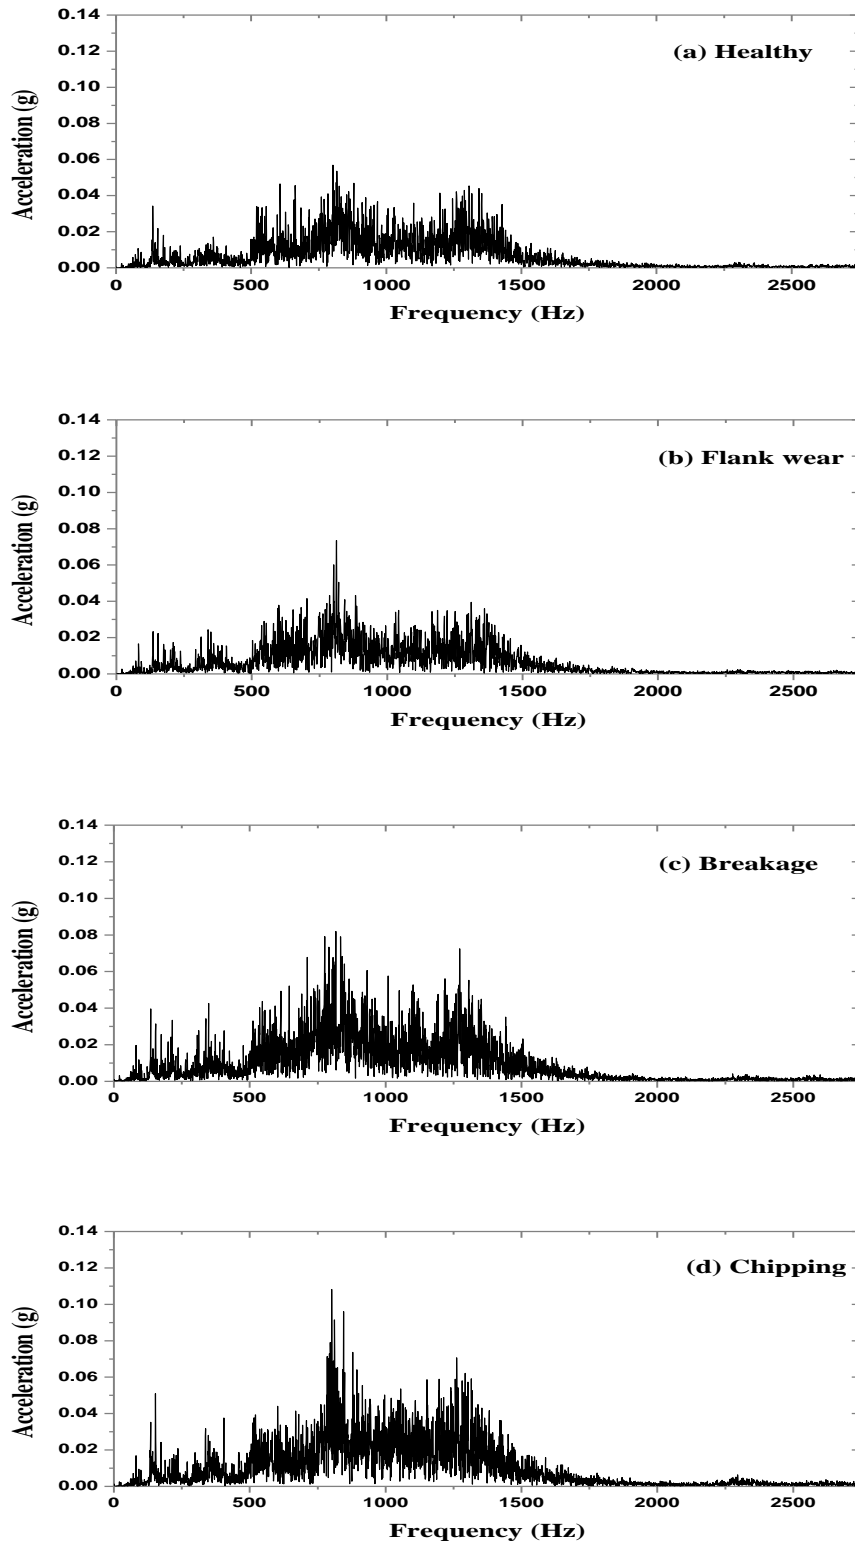 0.14
(a) Healthy
0.12
0.10
0.08
0.06
0.04
0.02
0.00
Acceleration (g)
0 500 1000 1500 2000 2500
Frequency (Hz)
0.14
(b) Flank wear
0.12
0.10
0.08
0.06
0.04
0.02
0.00
Acceleration (g)
0 500 1000 1500 2000 2500
Frequency (Hz)
0.14
(c) Breakage
0.12
0.10
0.08
0.06
0.04
0.02
0.00
Acceleration (g)
0 500 1000 1500 2000 2500
Frequency (Hz)
0.14
(d) Chipping
0.12
0.10
0.08
0.06
0.04
0.02
0.00
Acceleration (g)
0 500 1000 1500 2000 2500
Frequency (Hz)